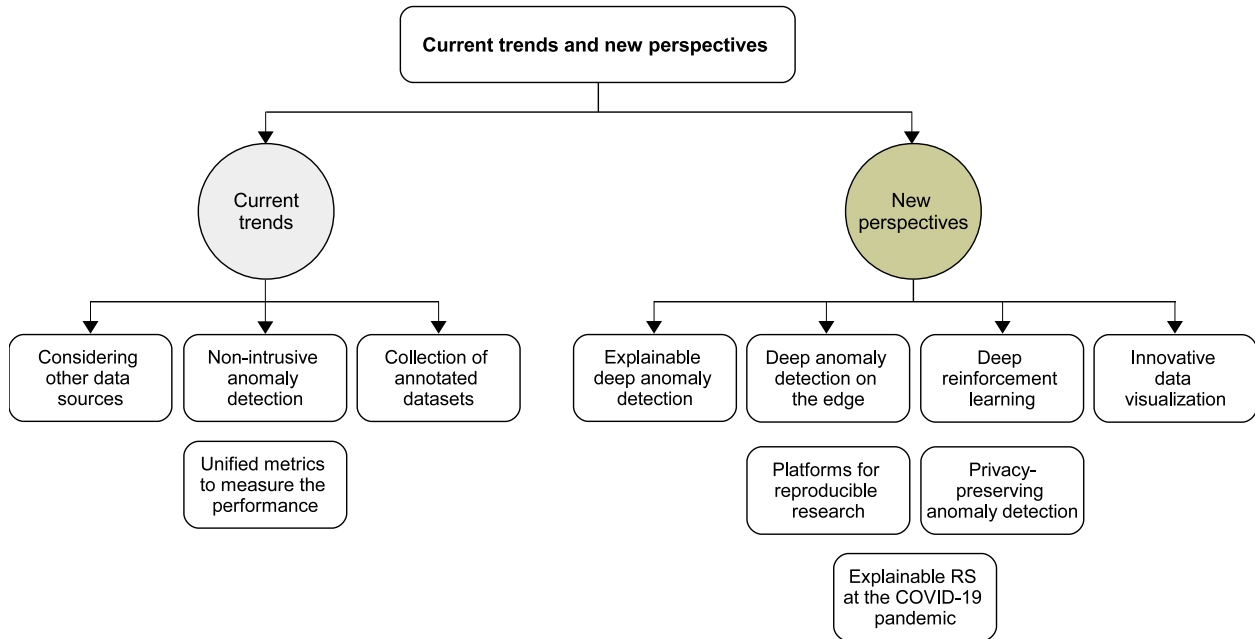 Current trends and new perspectives
Current
trends
New
perspectives
Considering
other data
sources
Non-intrusive
anomaly
detection
Collection of
annotated
datasets
Explainable
deep anomaly
detection
Deep anomaly
detection on
the edge
Deep
reinforcement
learning
Innovative
data
visualization
Unified metrics
to measure the
performance
Platforms for
reproducible
research
Privacy-
preserving
anomaly detection
Explainable RS
at the COVID-19
pandemic